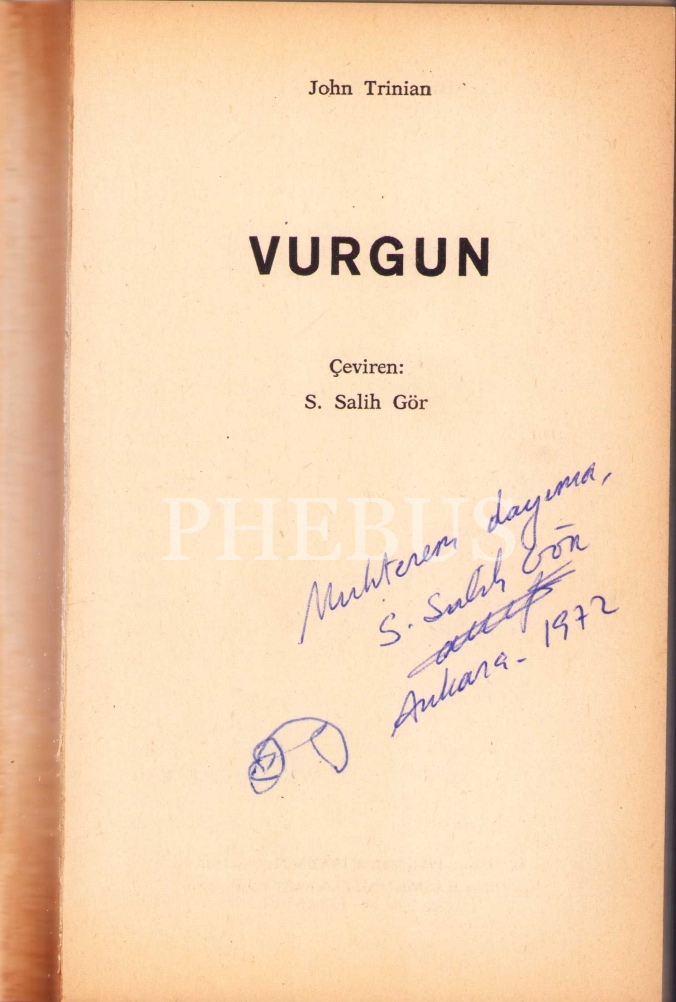 John Trinian
VURGUN
Çeviren:
S. Salih Gör
PHEBUS
Muhterem dayıma,
S. Salih Gör
Ankara - 1972